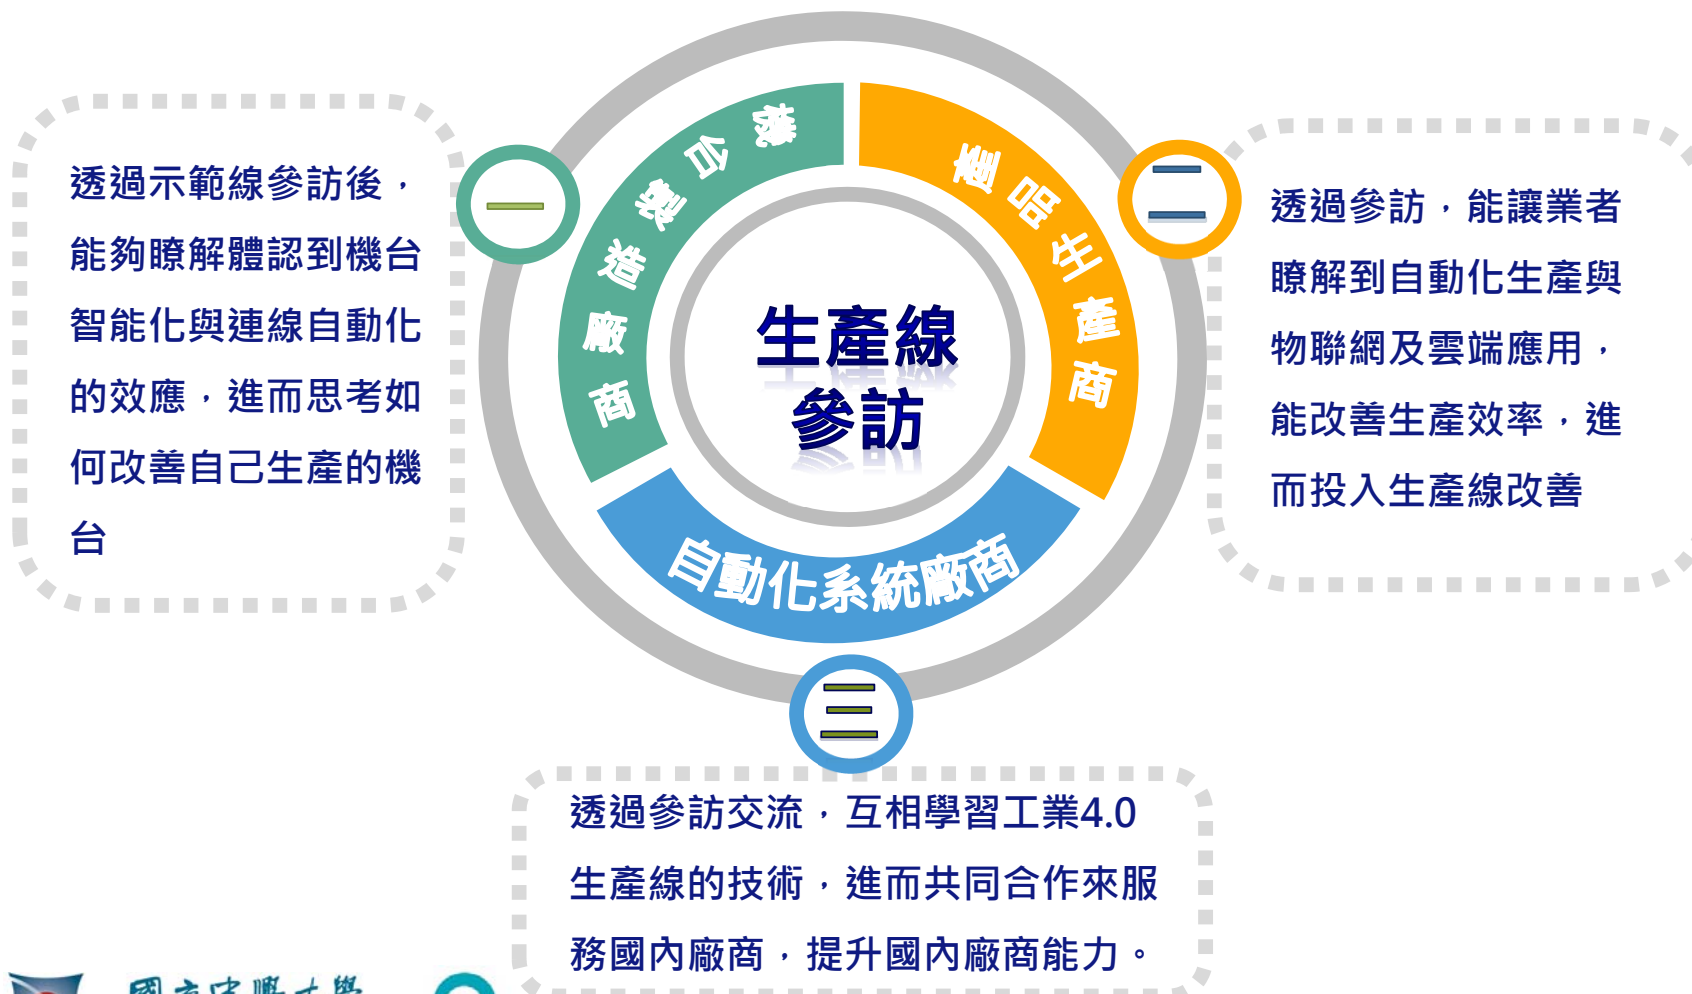 機台製造廠商
產品生產商
自動化系統廠商
生產線
參訪
一
透過示範線參訪後，
能夠瞭解體認到機台
智能化與連線自動化
的效應，進而思考如
何改善自己生產的機
台
二
透過參訪，能讓業者
瞭解到自動化生產與
物聯網及雲端應用，
能改善生產效率，進
而投入生產線改善
三
透過參訪交流，互相學習工業4.0
生產線的技術，進而共同合作來服
務國內廠商，提升國內廠商能力。
國立中興大學